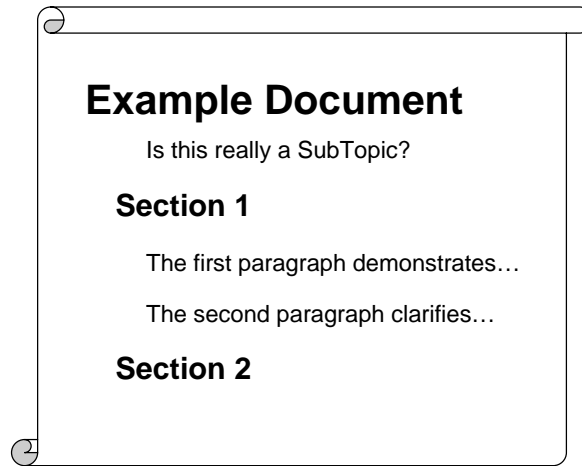 Example Document
Is this really a SubTopic?
Section 1
The first paragraph demonstrates…
The second paragraph clarifies…
Section 2